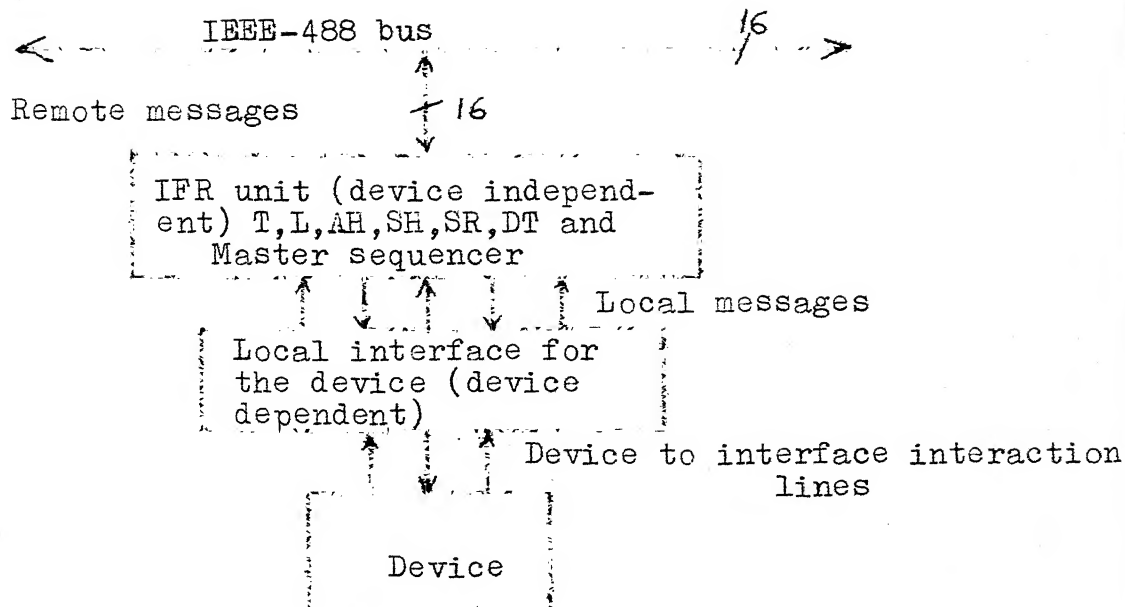 IEEE-488 bus
16
Remote messages
16
IFR unit (device independ-
ent) T,L,AH,SH,SR,DT and
Master sequencer
Local messages
Local interface for
the device (device
dependent)
Device to interface interaction
lines
Device